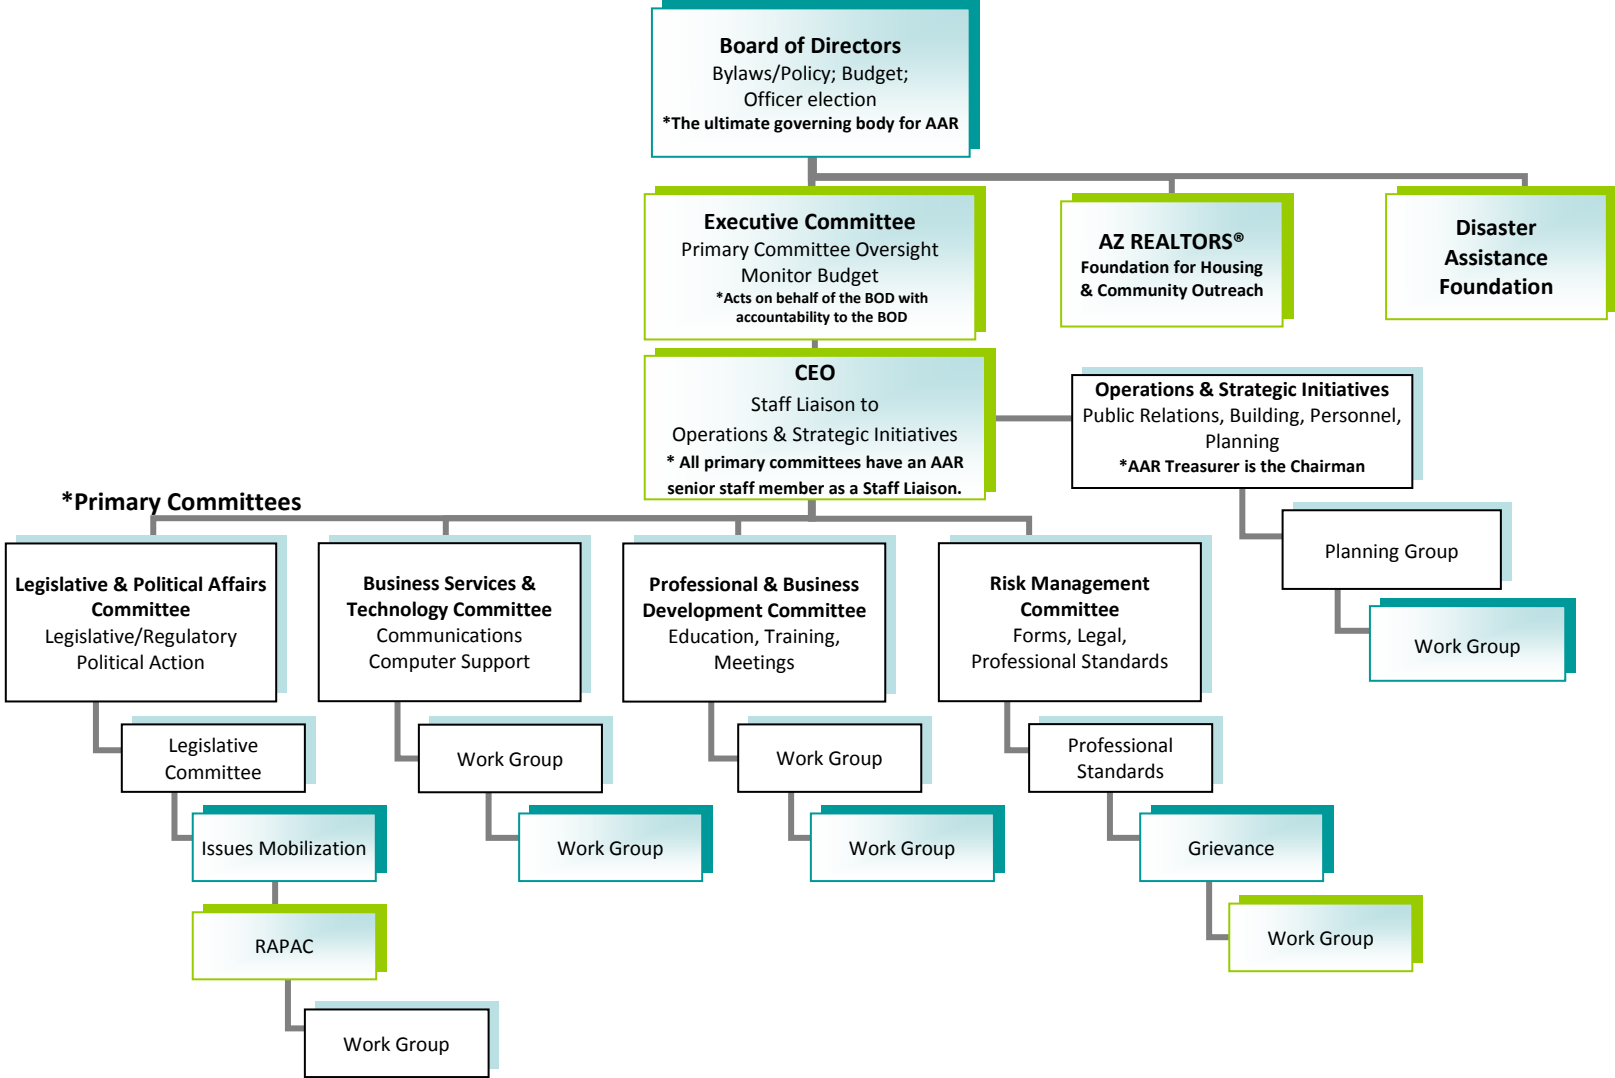 Board of Directors
Bylaws/Policy; Budget;
Officer election
*The ultimate governing body for AAR
Executive Committee
Primary Committee Oversight
Monitor Budget
*Acts on behalf of the BOD with
accountability to the BOD
AZ REALTORS®
Foundation for Housing
& Community Outreach
Disaster
Assistance
Foundation
CEO
Staff Liaison to
Operations & Strategic Initiatives
* All primary committees have an AAR
senior staff member as a Staff Liaison.
Operations & Strategic Initiatives
Public Relations, Building, Personnel,
Planning
*AAR Treasurer is the Chairman
*Primary Committees
Planning Group
Work Group
Legislative & Political Affairs
Committee
Legislative/Regulatory
Political Action
Business Services &
Technology Committee
Communications
Computer Support
Professional & Business
Development Committee
Education, Training,
Meetings
Risk Management
Committee
Forms, Legal,
Professional Standards
Legislative
Committee
Work Group
Work Group
Professional
Standards
Issues Mobilization
Work Group
Work Group
Grievance
RAPAC
Work Group
Work Group